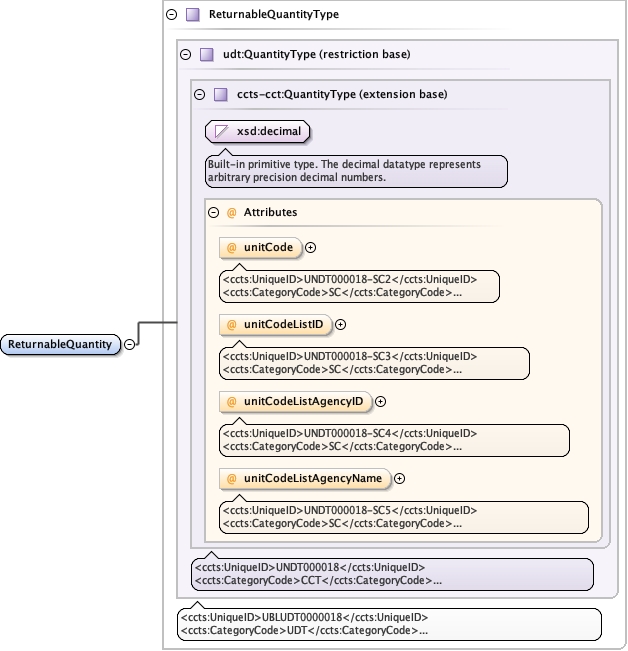 ReturnableQuantityType
udt:QuantityType (restriction base)
ccts-cct:QuantityType (extension base)
xsd:decimal
Built-in primitive type. The decimal datatype represents
arbitrary precision decimal numbers.
@ Attributes
@ unitCode
<ccts:UniqueID>UNDT000018-SC2</ccts:UniqueID>
<ccts:CategoryCode>SC</ccts:CategoryCode>...
@ unitCodeListID
<ccts:UniqueID>UNDT000018-SC3</ccts:UniqueID>
<ccts:CategoryCode>SC</ccts:CategoryCode>...
ReturnableQuantity
@ unitCodeListAgencyID
<ccts:UniqueID>UNDT000018-SC4</ccts:UniqueID>
<ccts:CategoryCode>SC</ccts:CategoryCode>...
@ unitCodeListAgencyName
<ccts:UniqueID>UNDT000018-SC5</ccts:UniqueID>
<ccts:CategoryCode>SC</ccts:CategoryCode>...
<ccts:UniqueID>UNDT000018</ccts:UniqueID>
<ccts:CategoryCode>CCT</ccts:CategoryCode>...
<ccts:UniqueID>UBLUDT0000018</ccts:UniqueID>
<ccts:CategoryCode>UDT</ccts:CategoryCode>...